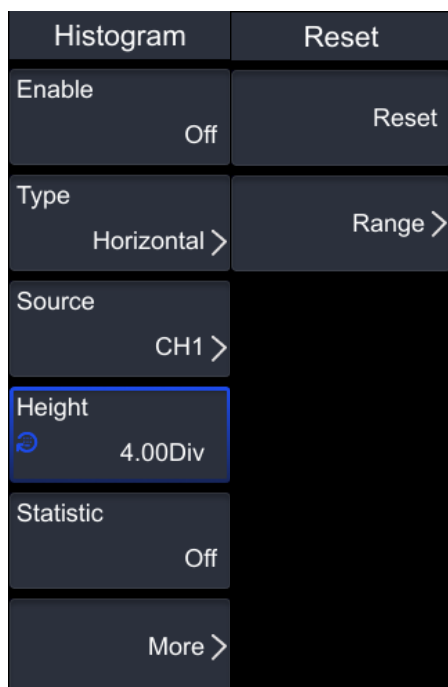 Histogram
Enable
Off
Type
Horizontal
Source
CH1
Height
4.00Div
Statistic
Off
More
Reset
Reset
Range